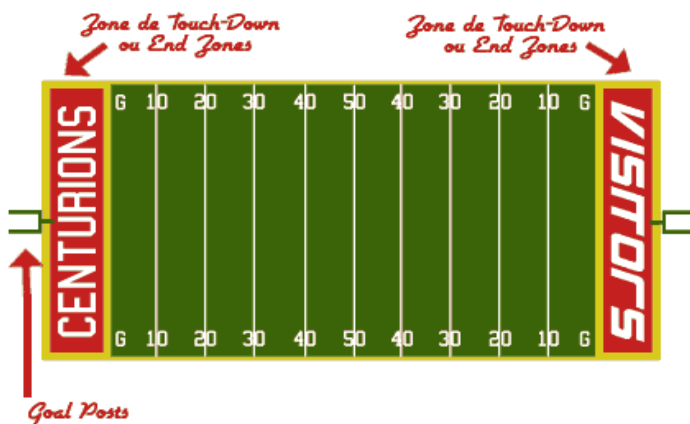 Zone de Touch-Down
ou End Zones
Zone de Touch-Down
ou End Zones
G 10 20 30 40 50 40 30 20 10 G
CENTURIONS
VISITORS
G 10 20 30 40 50 40 30 20 10 G
Goal Posts